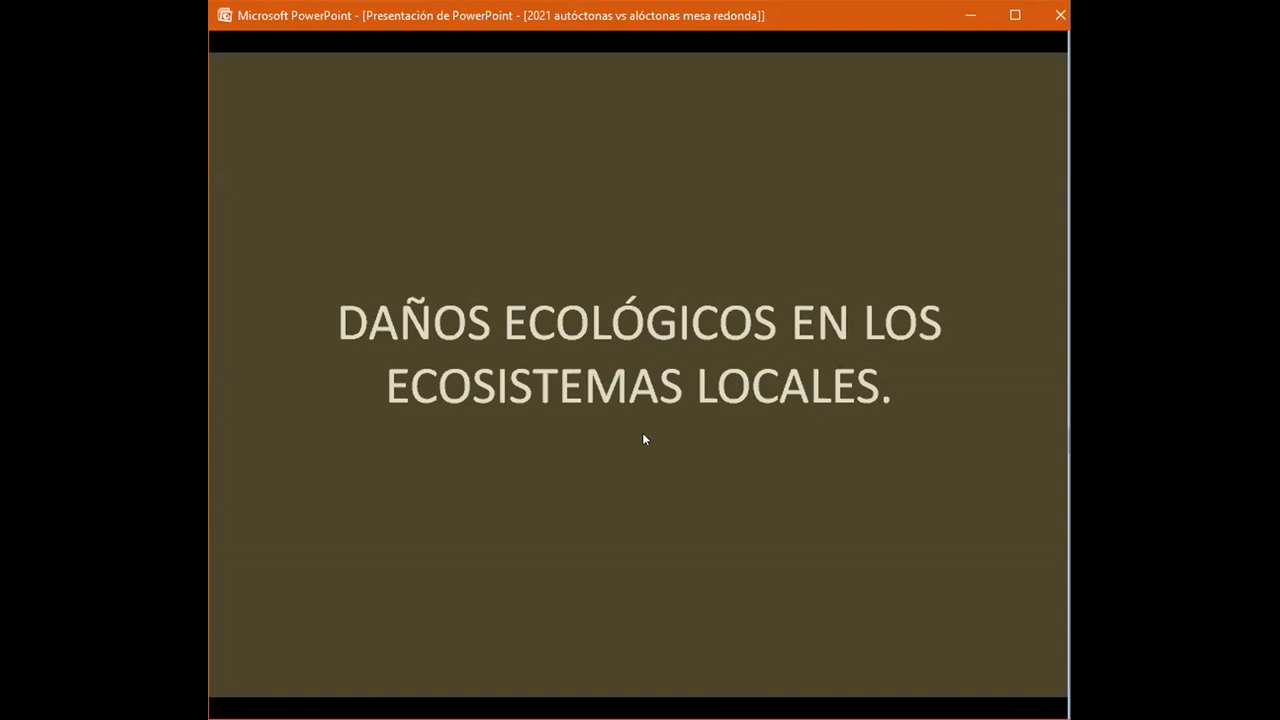 Microsoft PowerPoint - [Presentación de PowerPoint - [2021 autóctonas vs alóctonas mesa redonda]]
DAÑOS ECOLÓGICOS EN LOS
ECOSISTEMAS LOCALES.